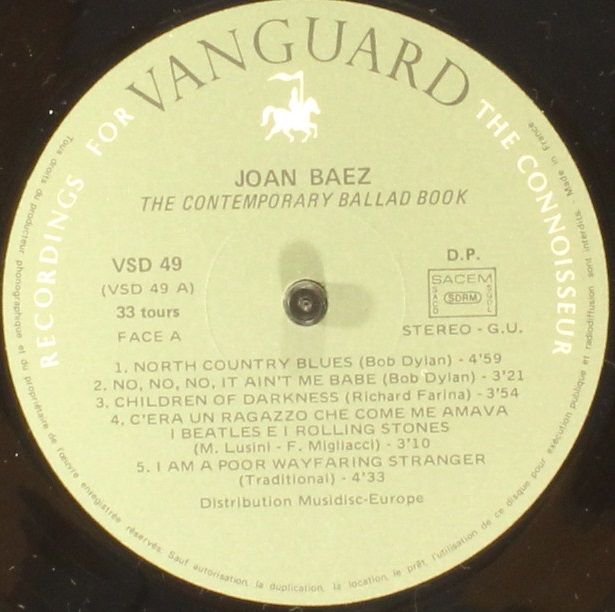 RECORDINGS FOR VANGUARD THE CONNOISSEUR
JOAN BAEZ
THE CONTEMPORARY BALLAD BOOK
VSD 49
(VSD 49 A)
33 tours
FACE A
D.P.
SACEM
SACD
SDRM
SGDL
STEREO - G.U.
1. NORTH COUNTRY BLUES (Bob Dylan) - 4'59
2. NO, NO, NO, IT AIN'T ME BABE (Bob Dylan) - 3'21
3. CHILDREN OF DARKNESS (Richard Farina) - 3'54
4. C'ERA UN RAGAZZO CHE COME ME AMAVA
I BEATLES E I ROLLING STONES
(M. Lusini - F. Migliacci) - 3'10
5. I AM A POOR WAYFARING STRANGER
(Traditional) - 4'33
Distribution Musidisc-Europe
Tous droits du producteur phonographique et du propriétaire de l'œuvre enregistrée réservés. Sauf autorisation, la duplication, la location, le prêt, l'utilisation de ce disque pour exécution publique et radiodiffusion sont interdits. Made in France